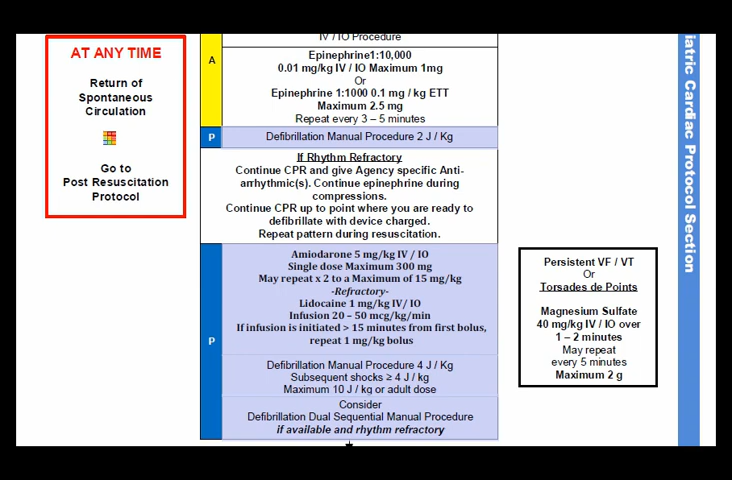 IV / IO Procedure
AT ANY TIME
Return of
Spontaneous
Circulation
Go to
Post Resuscitation
Protocol
A
Epinephrine1:10,000
0.01 mg/kg IV / IO Maximum 1mg
Or
Epinephrine 1:1000 0.1 mg / kg ETT
Maximum 2.5 mg
Repeat every 3 – 5 minutes
P
Defibrillation Manual Procedure 2 J / Kg
If Rhythm Refractory
Continue CPR and give Agency specific Anti-
arrhythmic(s). Continue epinephrine during
compressions.
Continue CPR up to point where you are ready to
defibrillate with device charged.
Repeat pattern during resuscitation.
P
Amiodarone 5 mg/kg IV / IO
Single dose Maximum 300 mg
May repeat x 2 to a Maximum of 15 mg/kg
-Refractory-
Lidocaine 1 mg/kg IV/ IO
Infusion 20 – 50 mcg/kg/min
If infusion is initiated > 15 minutes from first bolus,
repeat 1 mg/kg bolus
Defibrillation Manual Procedure 4 J / Kg
Subsequent shocks ≥ 4 J / kg
Maximum 10 J / kg or adult dose
Consider
Defibrillation Dual Sequential Manual Procedure
if available and rhythm refractory
Persistent VF / VT
Or
Torsades de Points
Magnesium Sulfate
40 mg/kg IV / IO over
1 – 2 minutes
May repeat
every 5 minutes
Maximum 2 g
iatric Cardiac Protocol Section